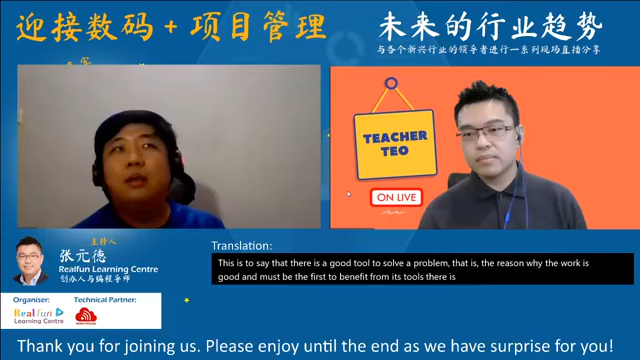 迎接数码 + 项目管理
未来的行业趋势
与各个新兴行业的领导者进行一系列现场直播分享
TEACHER
TEO
ON LIVE
主持人
张元德
Realfun Learning Centre
创办人与编程导师
Translation:
This is to say that there is a good tool to solve a problem, that is, the reason why the work is
good and must be the first to benefit from its tools there is
Organiser:
Technical Partner:
Realfun
Learning Centre
Thank you for joining us. Please enjoy until the end as we have surprise for you!